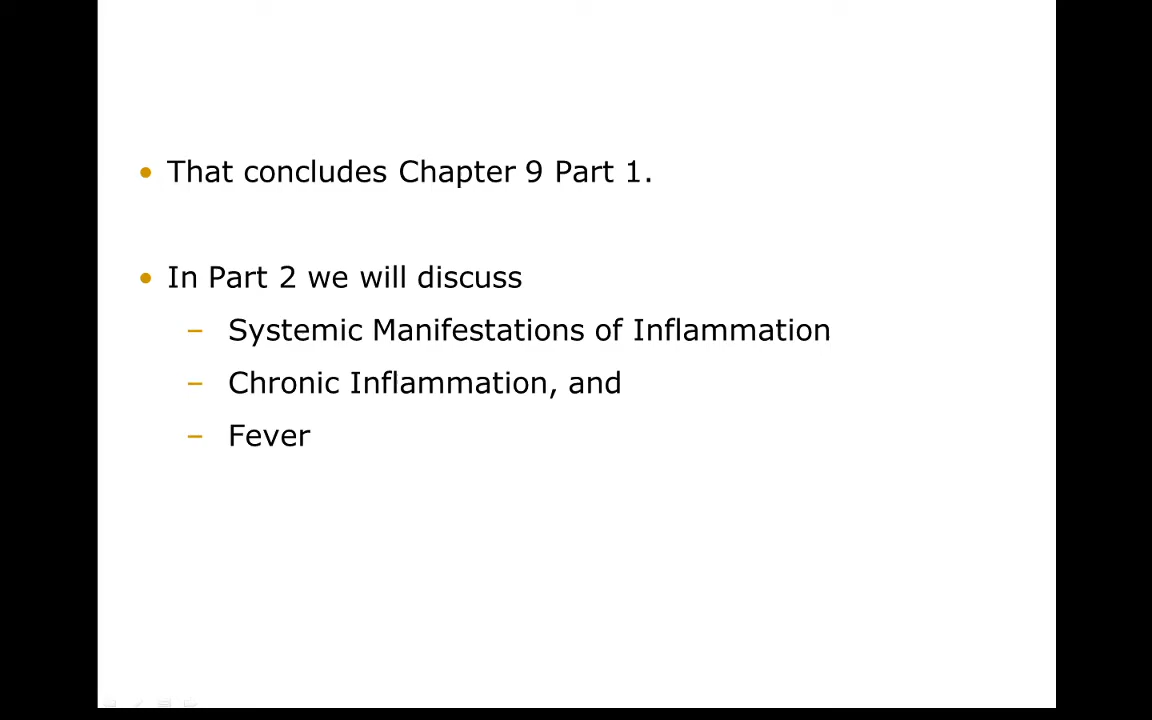 • That concludes Chapter 9 Part 1.
• In Part 2 we will discuss
– Systemic Manifestations of Inflammation
– Chronic Inflammation, and
– Fever